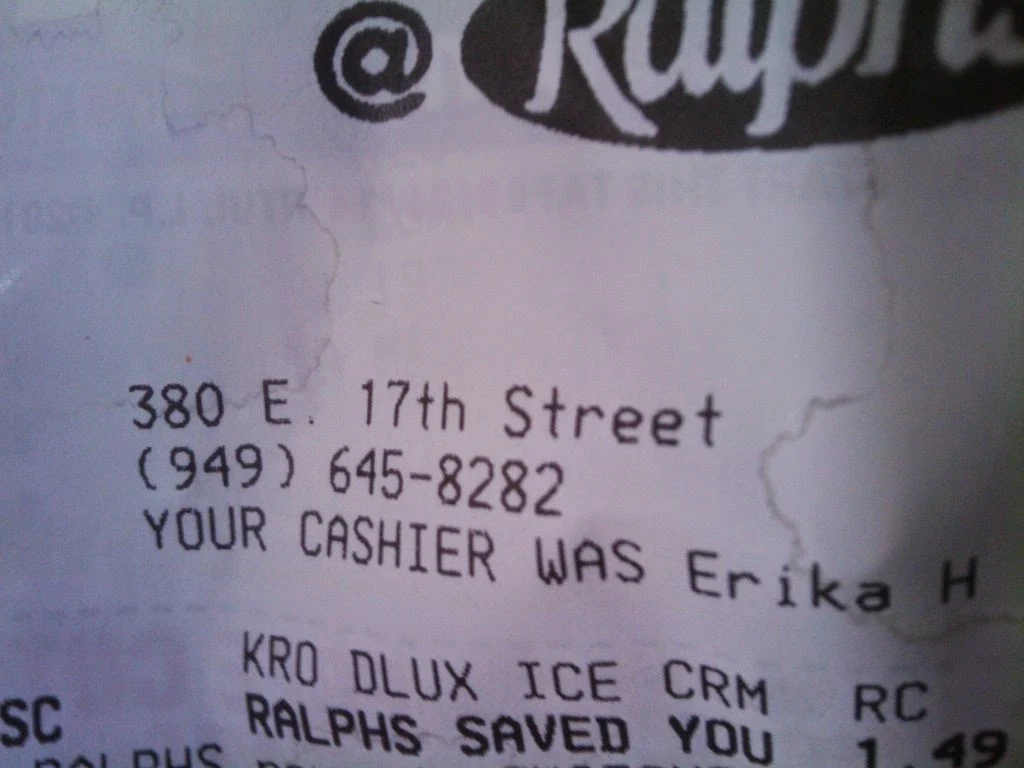 @ Ralphs
380 E. 17th Street
(949) 645-8282
YOUR CASHIER WAS Erika H
KRO DLUX ICE CRM RC
SC RALPHS SAVED YOU 1.49
RALPHS